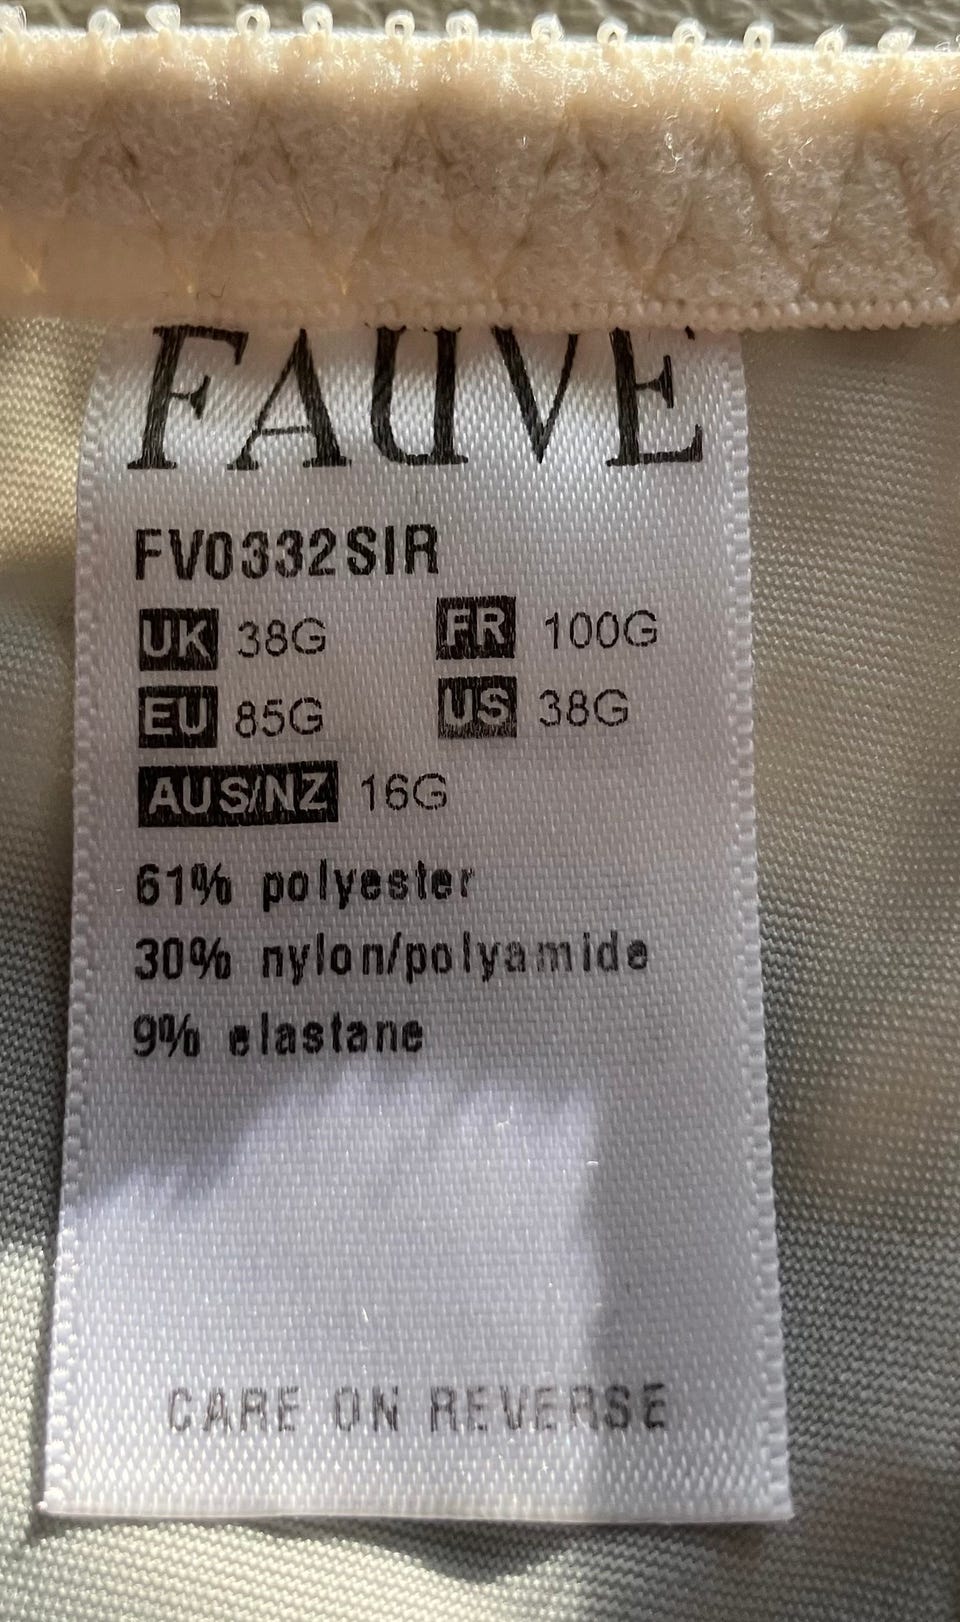 FAUVE
FV0332SIR
UK 38G FR 100G
EU 85G US 38G
AUS/NZ 16G
61% polyester
30% nylon/polyamide
9% elastane
CARE ON REVERSE